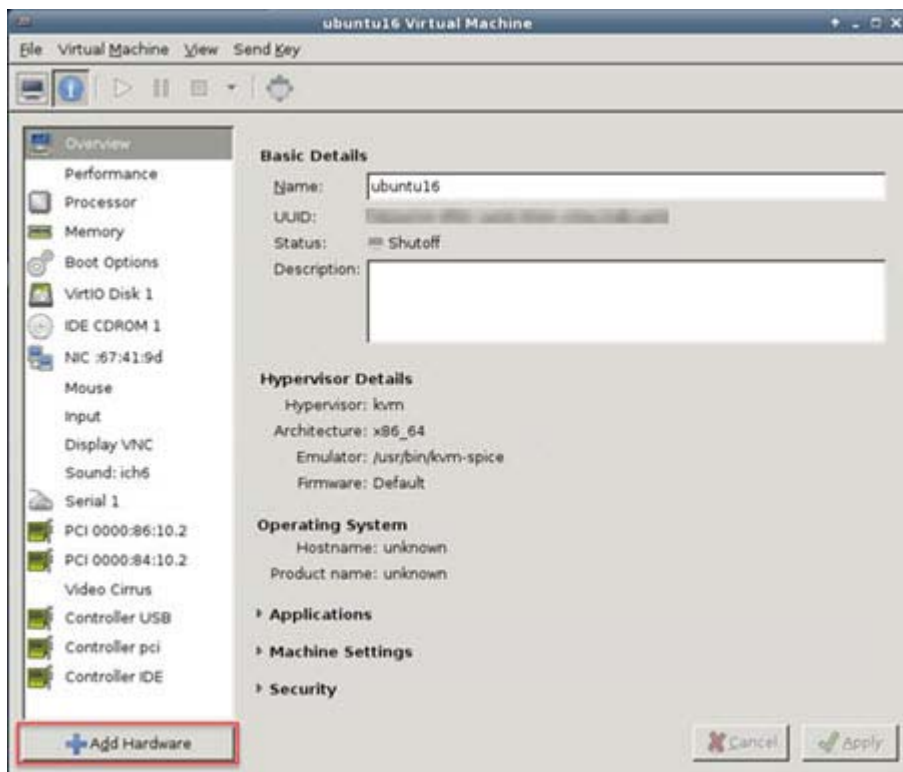 ubuntu16 Virtual Machine
File Virtual Machine View Send Key
Overview
Performance
Processor
Memory
Boot Options
VirtIO Disk 1
IDE CDROM 1
NIC :67:41:9d
Mouse
Input
Display VNC
Sound: ich6
Serial 1
PCI 0000:86:10.2
PCI 0000:84:10.2
Video Cirrus
Controller USB
Controller pci
Controller IDE
Add Hardware
Basic Details
Name: ubuntu16
UUID:
Status: Shutoff
Description:
Hypervisor Details
Hypervisor: kvm
Architecture: x86_64
Emulator: /usr/bin/kvm-spice
Firmware: Default
Operating System
Hostname: unknown
Product name: unknown
Applications
Machine Settings
Security
Cancel Apply